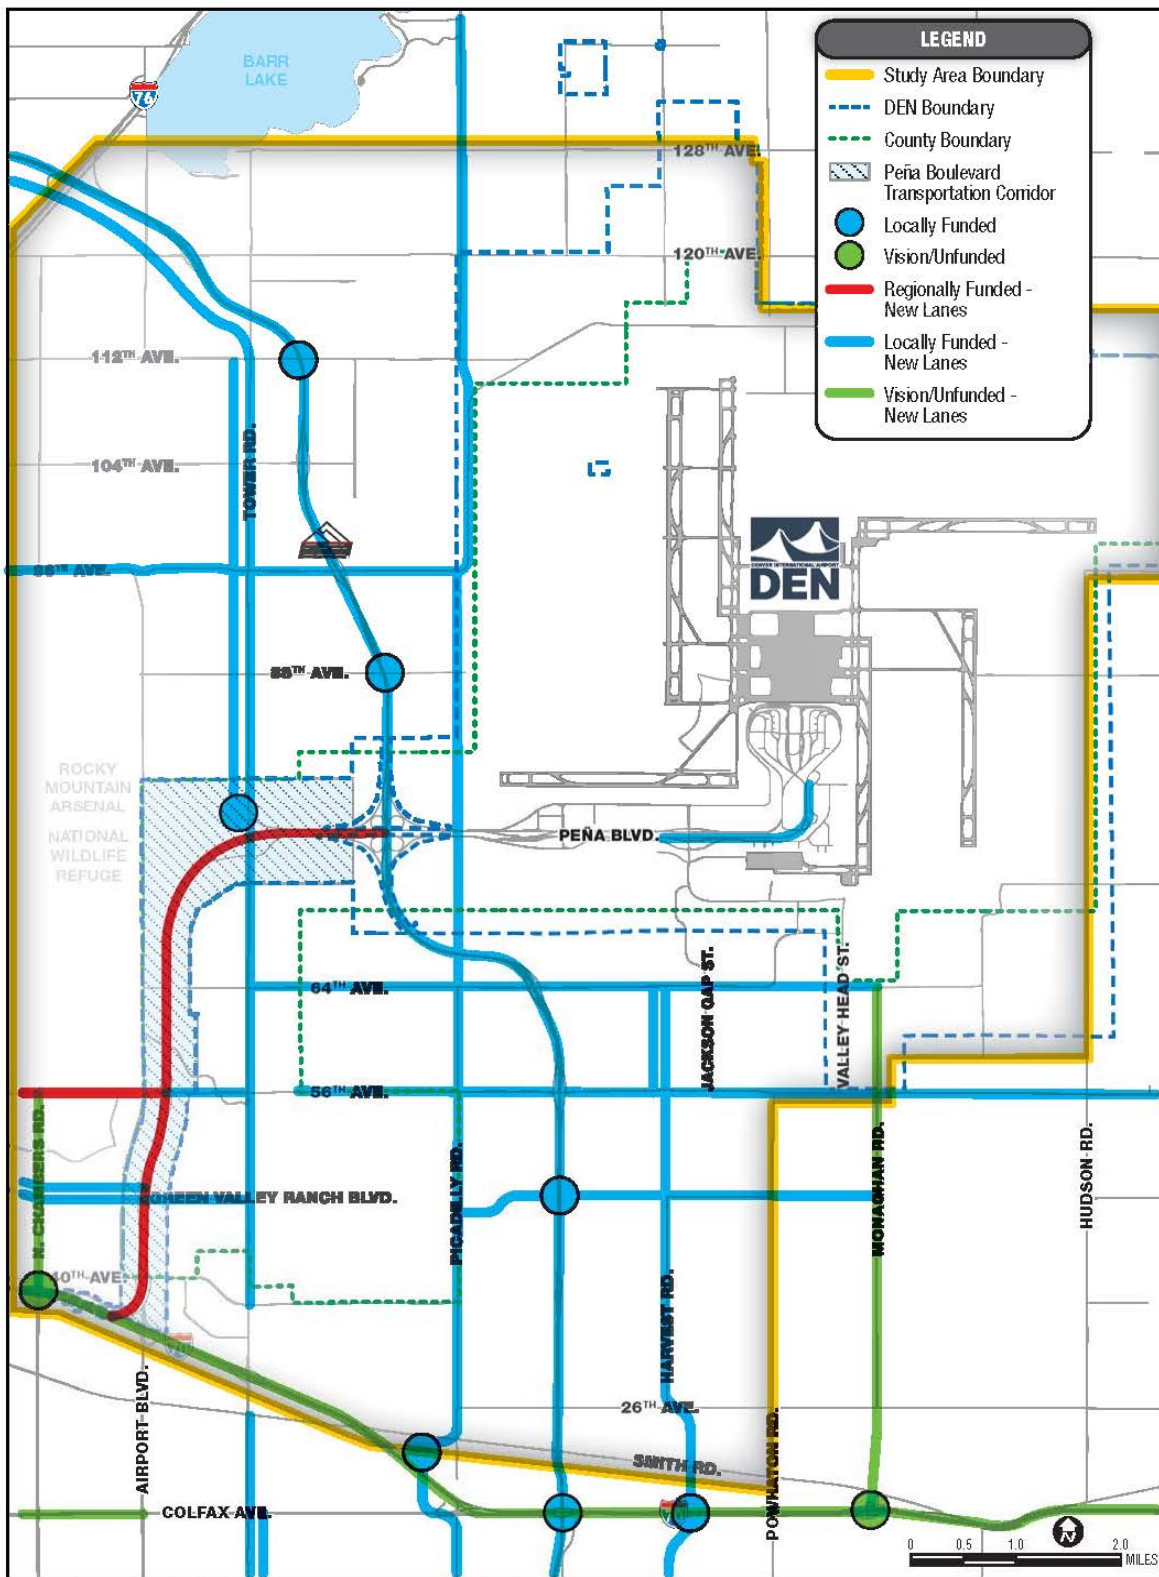 LEGEND
Study Area Boundary
DEN Boundary
County Boundary
Peña Boulevard
Transportation Corridor
Locally Funded
Vision/Unfunded
Regionally Funded -
New Lanes
Locally Funded -
New Lanes
Vision/Unfunded -
New Lanes
BARR
LAKE
76
128TH AVE.
120TH AVE.
112TH AVE.
104TH AVE.
TOWER RD.
96TH AVE.
DENVER INTERNATIONAL AIRPORT
DEN
88TH AVE.
ROCKY
MOUNTAIN
ARSENAL
NATIONAL
WILDLIFE
REFUGE
PEÑA BLVD.
64TH AVE.
JACKSON GAP ST.
VALLEY HEAD ST.
56TH AVE.
N. CHAMBERS RD.
GREEN VALLEY RANCH BLVD.
PICADILLY RD.
MONAGHAN RD.
HUDSON RD.
40TH AVE.
HARVEST RD.
AIRPORT BLVD.
26TH AVE.
SMITH RD.
POWHATON RD.
COLFAX AVE.
0 0.5 1.0 2.0
MILES